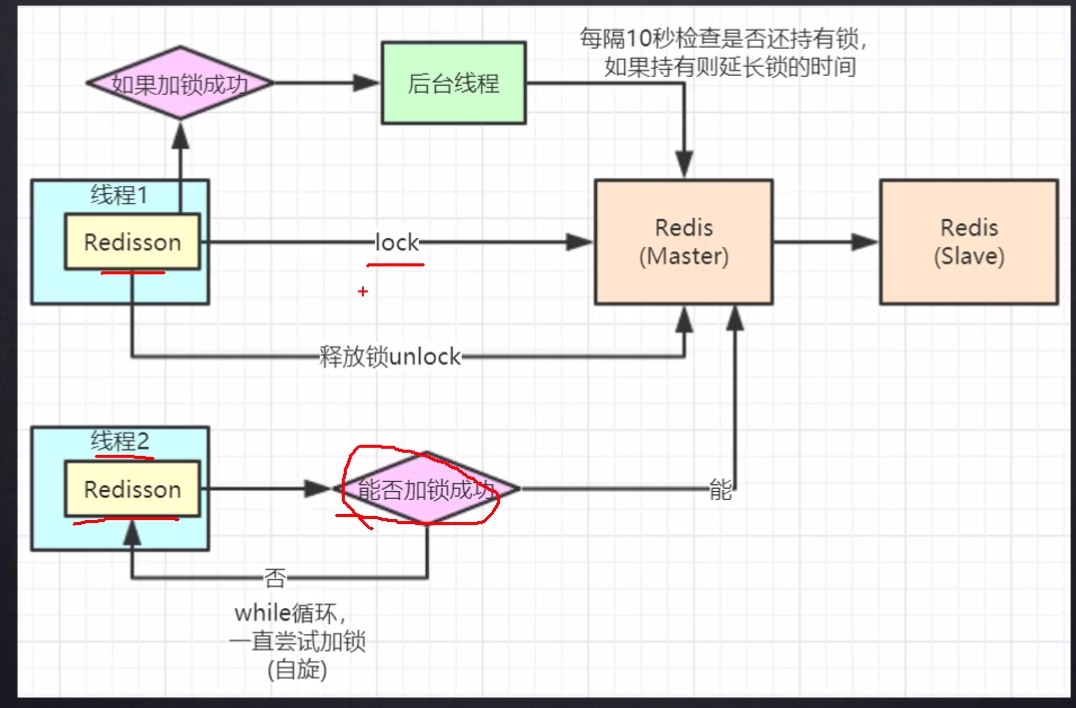 每隔10秒检查是否还持有锁，
如果持有则延长锁的时间
如果加锁成功
后台线程
线程1
Redisson
lock
Redis
(Master)
Redis
(Slave)
释放锁unlock
线程2
Redisson
能否加锁成功
能
否
while循环，
一直尝试加锁
(自旋)